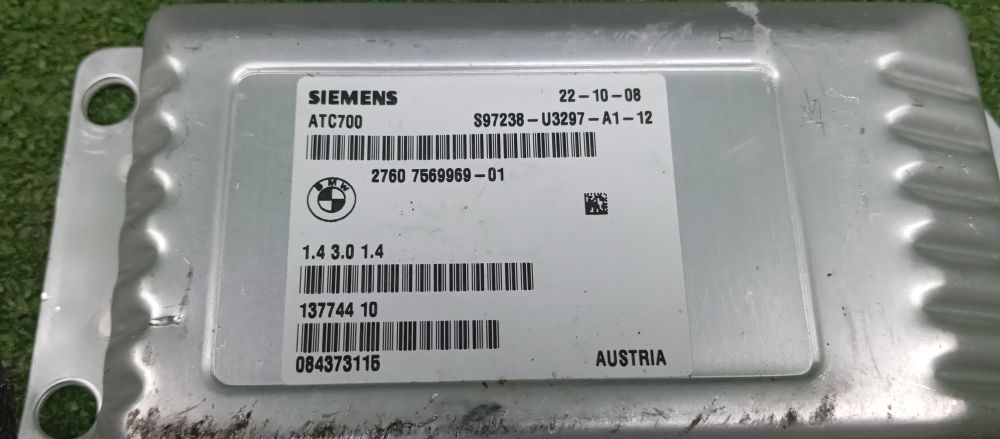 SIEMENS 22-10-08
ATC700 S97238-U3297-A1-12
2760 7569969-01
BMW
1.4 3.0 1.4
137744 10
084373115
AUSTRIA